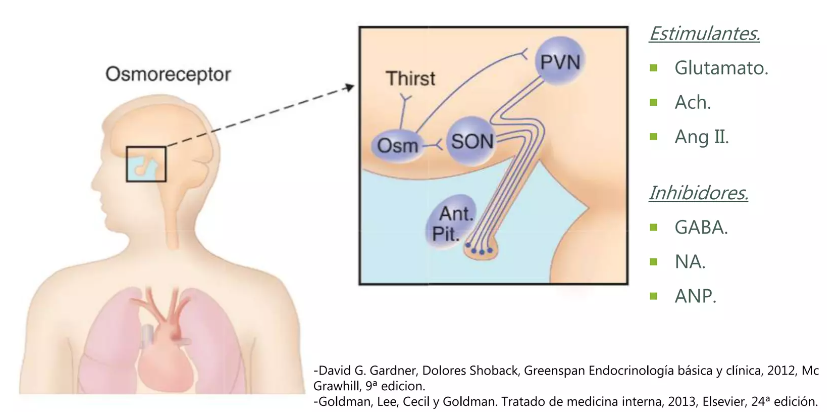 Osmoreceptor
Thirst
PVN
Osm
SON
Ant.
Pit.
Estimulantes.
Glutamato.
Ach.
Ang II.
Inhibidores.
GABA.
NA.
ANP.
-David G. Gardner, Dolores Shoback, Greenspan Endocrinología básica y clínica, 2012, Mc
Grawhill, 9ª edicion.
-Goldman, Lee, Cecil y Goldman. Tratado de medicina interna, 2013, Elsevier, 24ª edición.